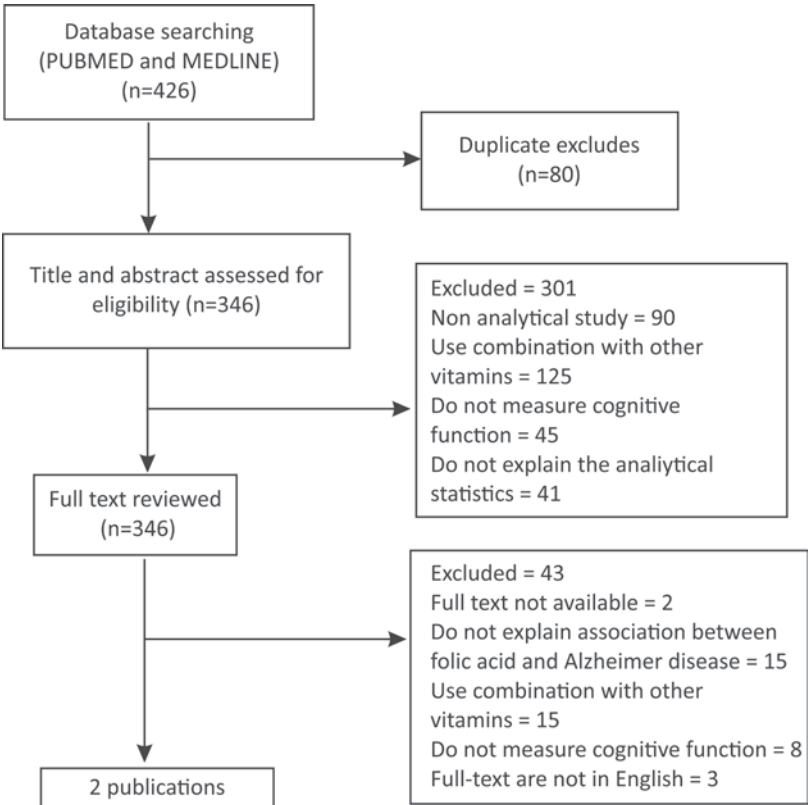 Database searching
(PUBMED and MEDLINE)
(n=426)
Duplicate excludes
(n=80)
Title and abstract assessed for
eligibility (n=346)
Excluded = 301
Non analytical study = 90
Use combination with other
vitamins = 125
Do not measure cognitive
function = 45
Do not explain the analiytical
statistics = 41
Full text reviewed
(n=346)
Excluded = 43
Full text not available = 2
Do not explain association between
folic acid and Alzheimer disease = 15
Use combination with other
vitamins = 15
Do not measure cognitive function = 8
Full-text are not in English = 3
2 publications